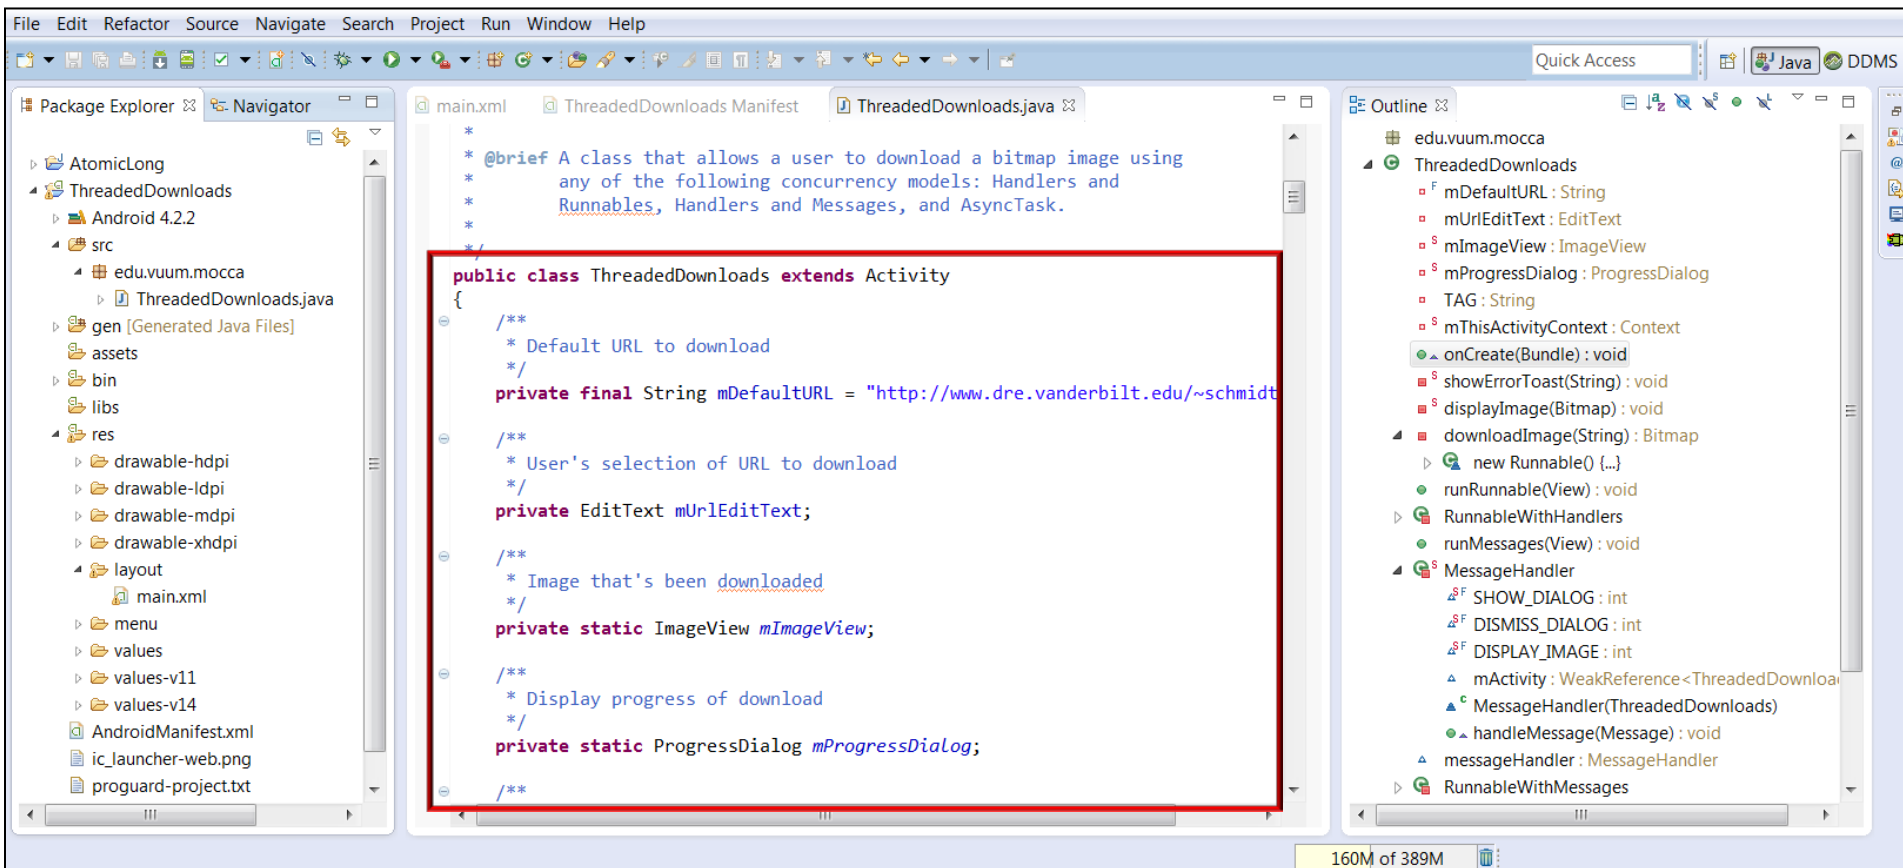 File Edit Refactor Source Navigate Search Project Run Window Help
Quick Access
Java
DDMS
Package Explorer
Navigator
AtomicLong
ThreadedDownloads
Android 4.2.2
src
edu.vuum.mocca
ThreadedDownloads.java
gen [Generated Java Files]
assets
bin
libs
res
drawable-hdpi
drawable-ldpi
drawable-mdpi
drawable-xhdpi
layout
main.xml
menu
values
values-v11
values-v14
AndroidManifest.xml
ic_launcher-web.png
proguard-project.txt
main.xml
ThreadedDownloads Manifest
ThreadedDownloads.java
*
* @brief A class that allows a user to download a bitmap image using
* any of the following concurrency models: Handlers and
* Runnables, Handlers and Messages, and AsyncTask.
*
*/
public class ThreadedDownloads extends Activity
{
/**
* Default URL to download
*/
private final String mDefaultURL = "http://www.dre.vanderbilt.edu/~schmidt
/**
* User's selection of URL to download
*/
private EditText mUrlEditText;
/**
* Image that's been downloaded
*/
private static ImageView mImageView;
/**
* Display progress of download
*/
private static ProgressDialog mProgressDialog;
/**
Outline
edu.vuum.mocca
ThreadedDownloads
mDefaultURL : String
mUrlEditText : EditText
mImageView : ImageView
mProgressDialog : ProgressDialog
TAG : String
mThisActivityContext : Context
onCreate(Bundle) : void
showErrorToast(String) : void
displayImage(Bitmap) : void
downloadImage(String) : Bitmap
new Runnable() {...}
runRunnable(View) : void
RunnableWithHandlers
runMessages(View) : void
MessageHandler
SHOW_DIALOG : int
DISMISS_DIALOG : int
DISPLAY_IMAGE : int
mActivity : WeakReference<ThreadedDownloa
MessageHandler(ThreadedDownloads)
handleMessage(Message) : void
messageHandler : MessageHandler
RunnableWithMessages
160M of 389M